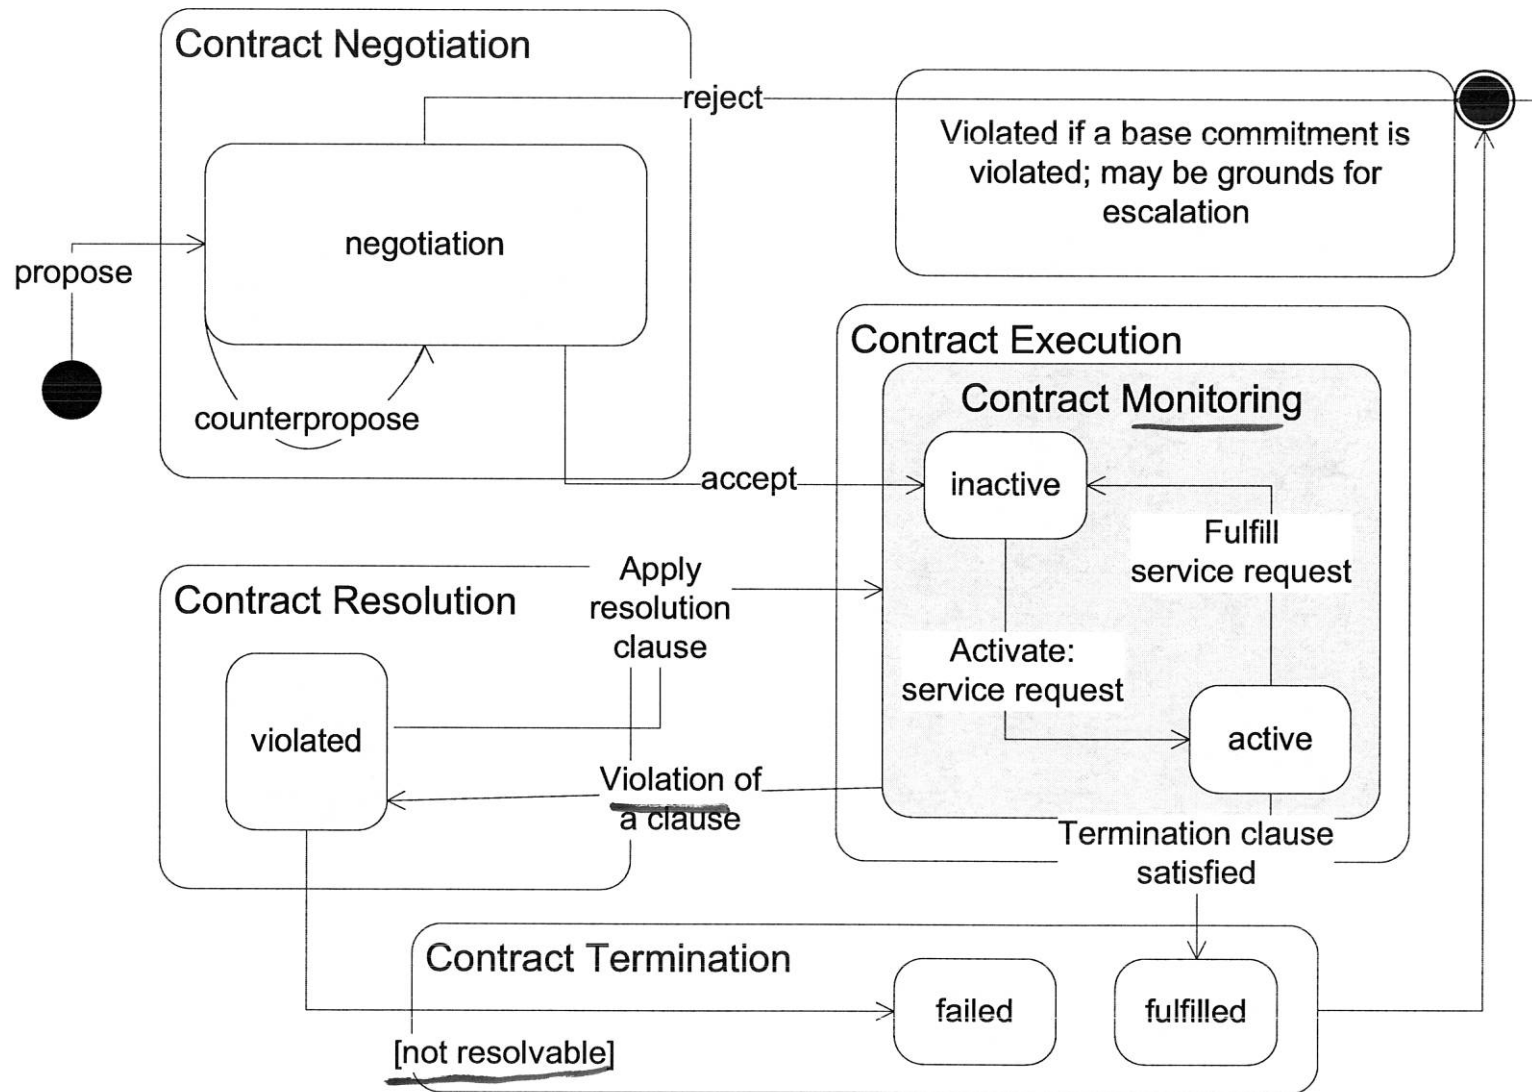 Contract Negotiation
reject
Violated if a base commitment is
violated; may be grounds for
escalation
negotiation
propose
counterpropose
Contract Execution
Contract Monitoring
accept
inactive
Fulfill
service request
Activate:
service request
active
Contract Resolution
Apply
resolution
clause
violated
Violation of
a clause
Termination clause
satisfied
Contract Termination
failed
fulfilled
[not resolvable]